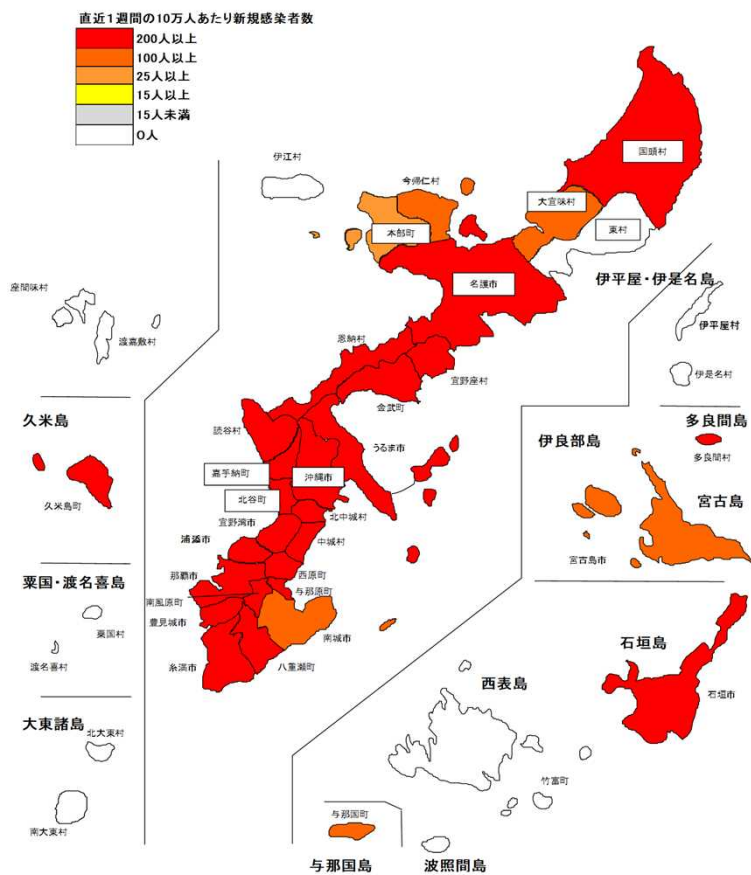 直近1週間の10万人あたり新規感染者数
200人以上
100人以上
25人以上
15人以上
15人未満
0人
国頭村
伊江村
今帰仁村
大宜味村
東村
本部町
名護市
伊平屋・伊是名島
座間味村
渡嘉敷村
伊平屋村
恩納村
宜野座村
伊是名村
金武町
久米島
読谷村
多良間島
うるま市
伊良部島
多良間村
嘉手納町
沖縄市
久米島町
北谷町
宮古島
宜野湾市
北中城村
浦添市
中城村
宮古島市
那覇市
西原町
粟国・渡名喜島
与那原町
南風原町
粟国村
豊見城市
南城市
石垣島
渡名喜村
糸満市
八重瀬町
西表島
石垣市
大東諸島
北大東村
竹富町
与那国町
南大東村
与那国島
波照間島